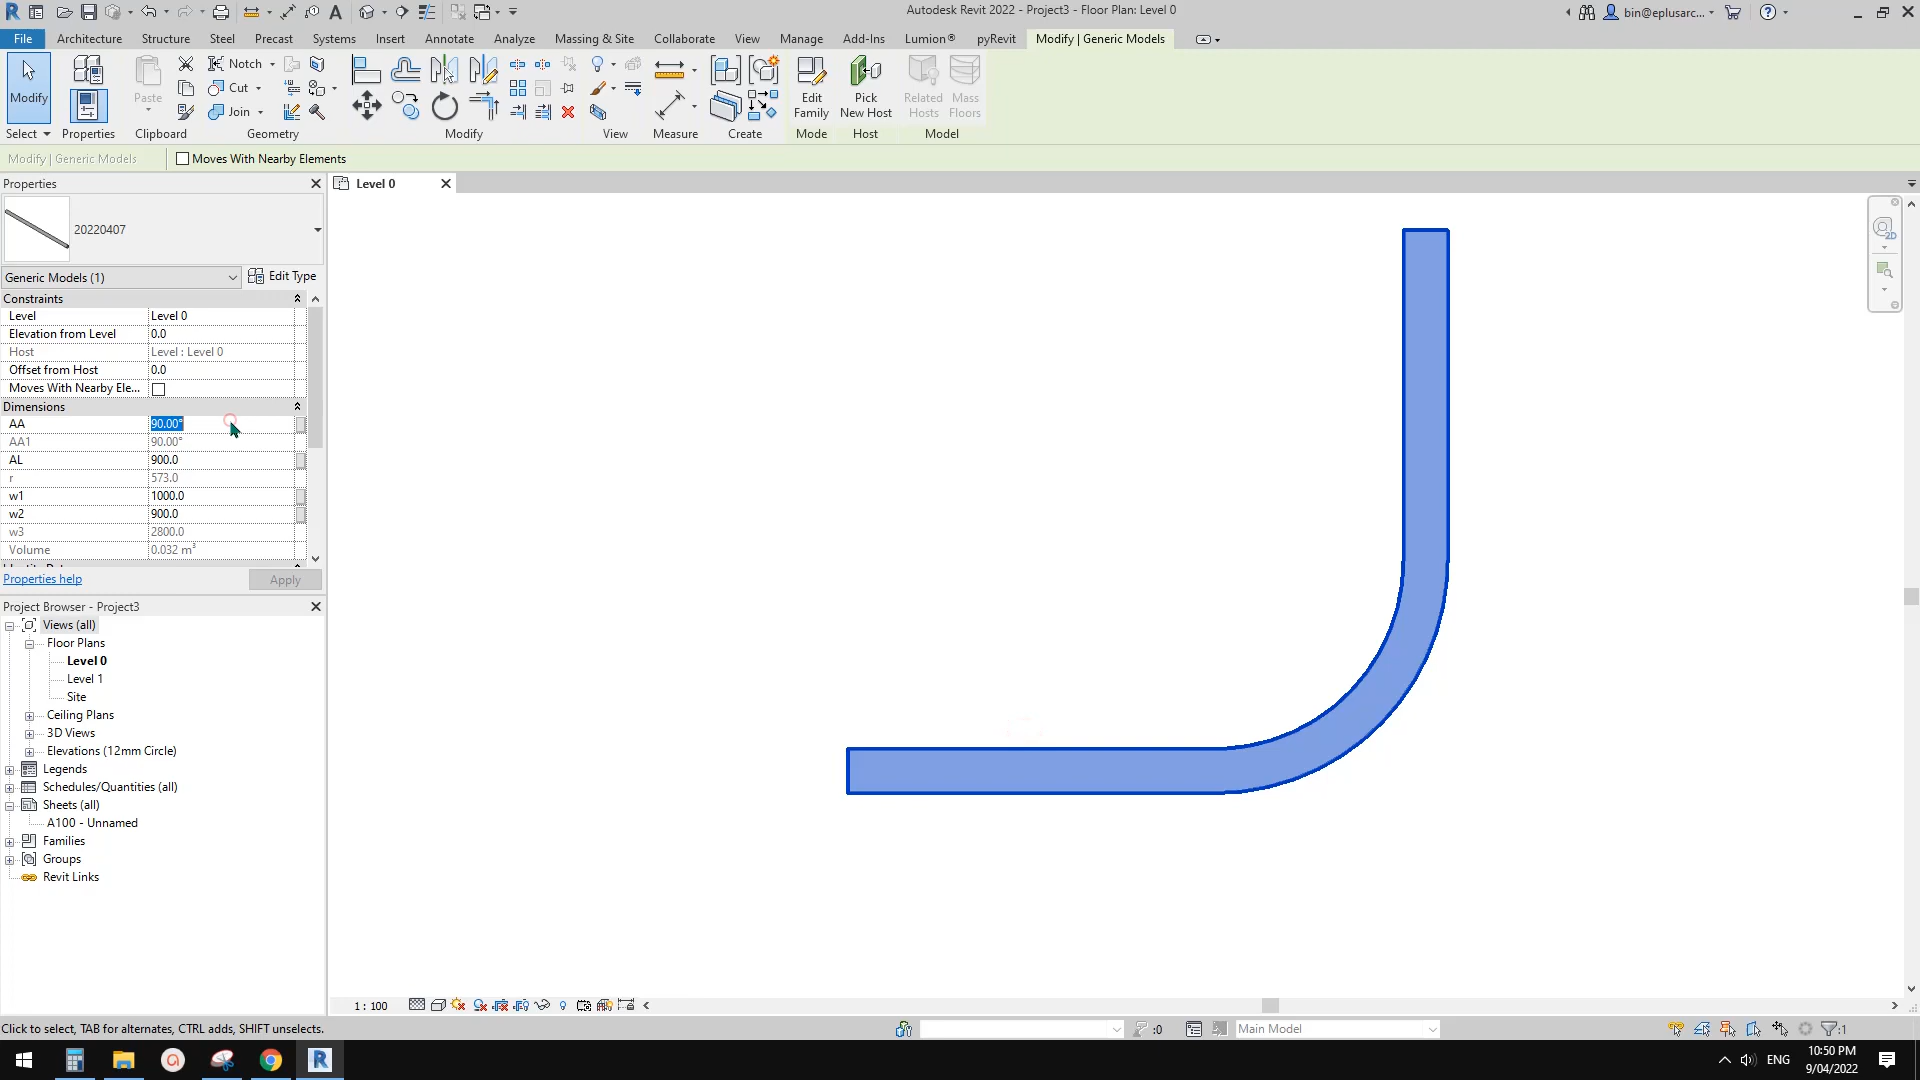 Autodesk Revit 2022 - Project3 - Floor Plan: Level 0
bin@eplusarc...
File Architecture Structure Steel Precast Systems Insert Annotate Analyze Massing & Site Collaborate View Manage Add-Ins Lumion® pyRevit Modify | Generic Models
Modify
Paste
Notch
Cut
Join
Edit Family
Pick New Host
Related Hosts
Mass Floors
Select Properties Clipboard Geometry Modify View Measure Create Mode Host Model
Modify | Generic Models
Moves With Nearby Elements
Properties
Level 0
20220407
Generic Models (1)
Edit Type
Constraints
Level Level 0
Elevation from Level 0.0
Host Level : Level 0
Offset from Host 0.0
Moves With Nearby Ele...
Dimensions
AA 90.00°
AA1 90.00°
AL 900.0
r 573.0
w1 1000.0
w2 900.0
w3 2800.0
Volume 0.032 m³
Properties help
Apply
Project Browser - Project3
Views (all)
Floor Plans
Level 0
Level 1
Site
Ceiling Plans
3D Views
Elevations (12mm Circle)
Legends
Schedules/Quantities (all)
Sheets (all)
A100 - Unnamed
Families
Groups
Revit Links
2D
1 : 100
Click to select, TAB for alternates, CTRL adds, SHIFT unselects.
:0
Main Model
:1
ENG
10:50 PM
9/04/2022